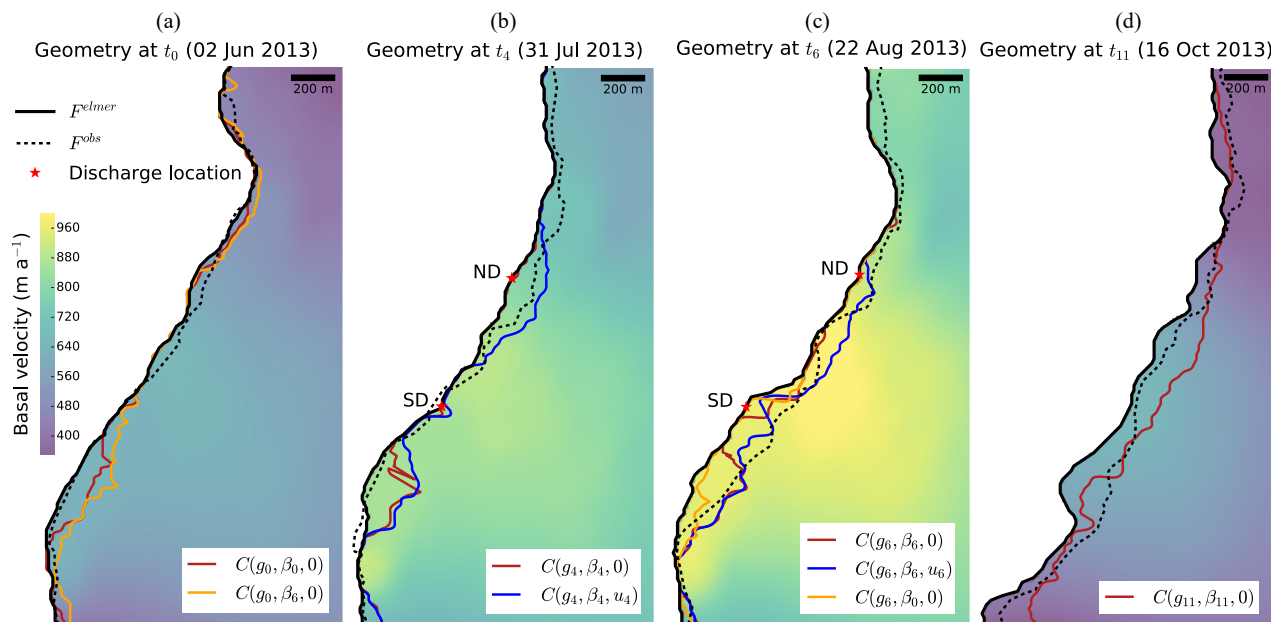 (a)
Geometry at t₀ (02 Jun 2013)
200 m
F^{elmer}
F^{obs}
Discharge location
Basal velocity (m a⁻¹)
960
880
800
720
640
560
480
400
C(g₀, β₀, 0)
C(g₀, β₆, 0)
(b)
Geometry at t₄ (31 Jul 2013)
200 m
ND
SD
C(g₄, β₄, 0)
C(g₄, β₄, u₄)
(c)
Geometry at t₆ (22 Aug 2013)
200 m
ND
SD
C(g₆, β₆, 0)
C(g₆, β₆, u₆)
C(g₆, β₀, 0)
(d)
Geometry at t₁₁ (16 Oct 2013)
200 m
C(g₁₁, β₁₁, 0)